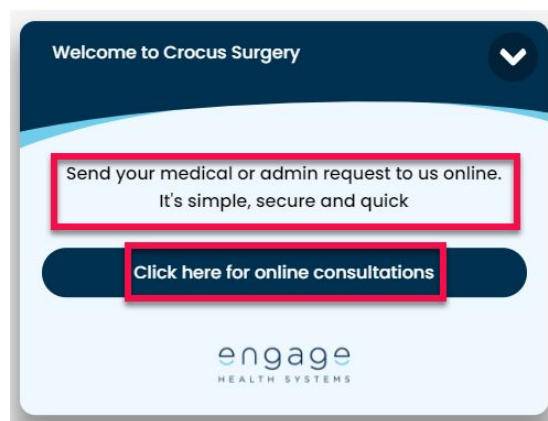 Welcome to Crocus Surgery
Send your medical or admin request to us online.
It's simple, secure and quick
Click here for online consultations
engage
HEALTH SYSTEMS